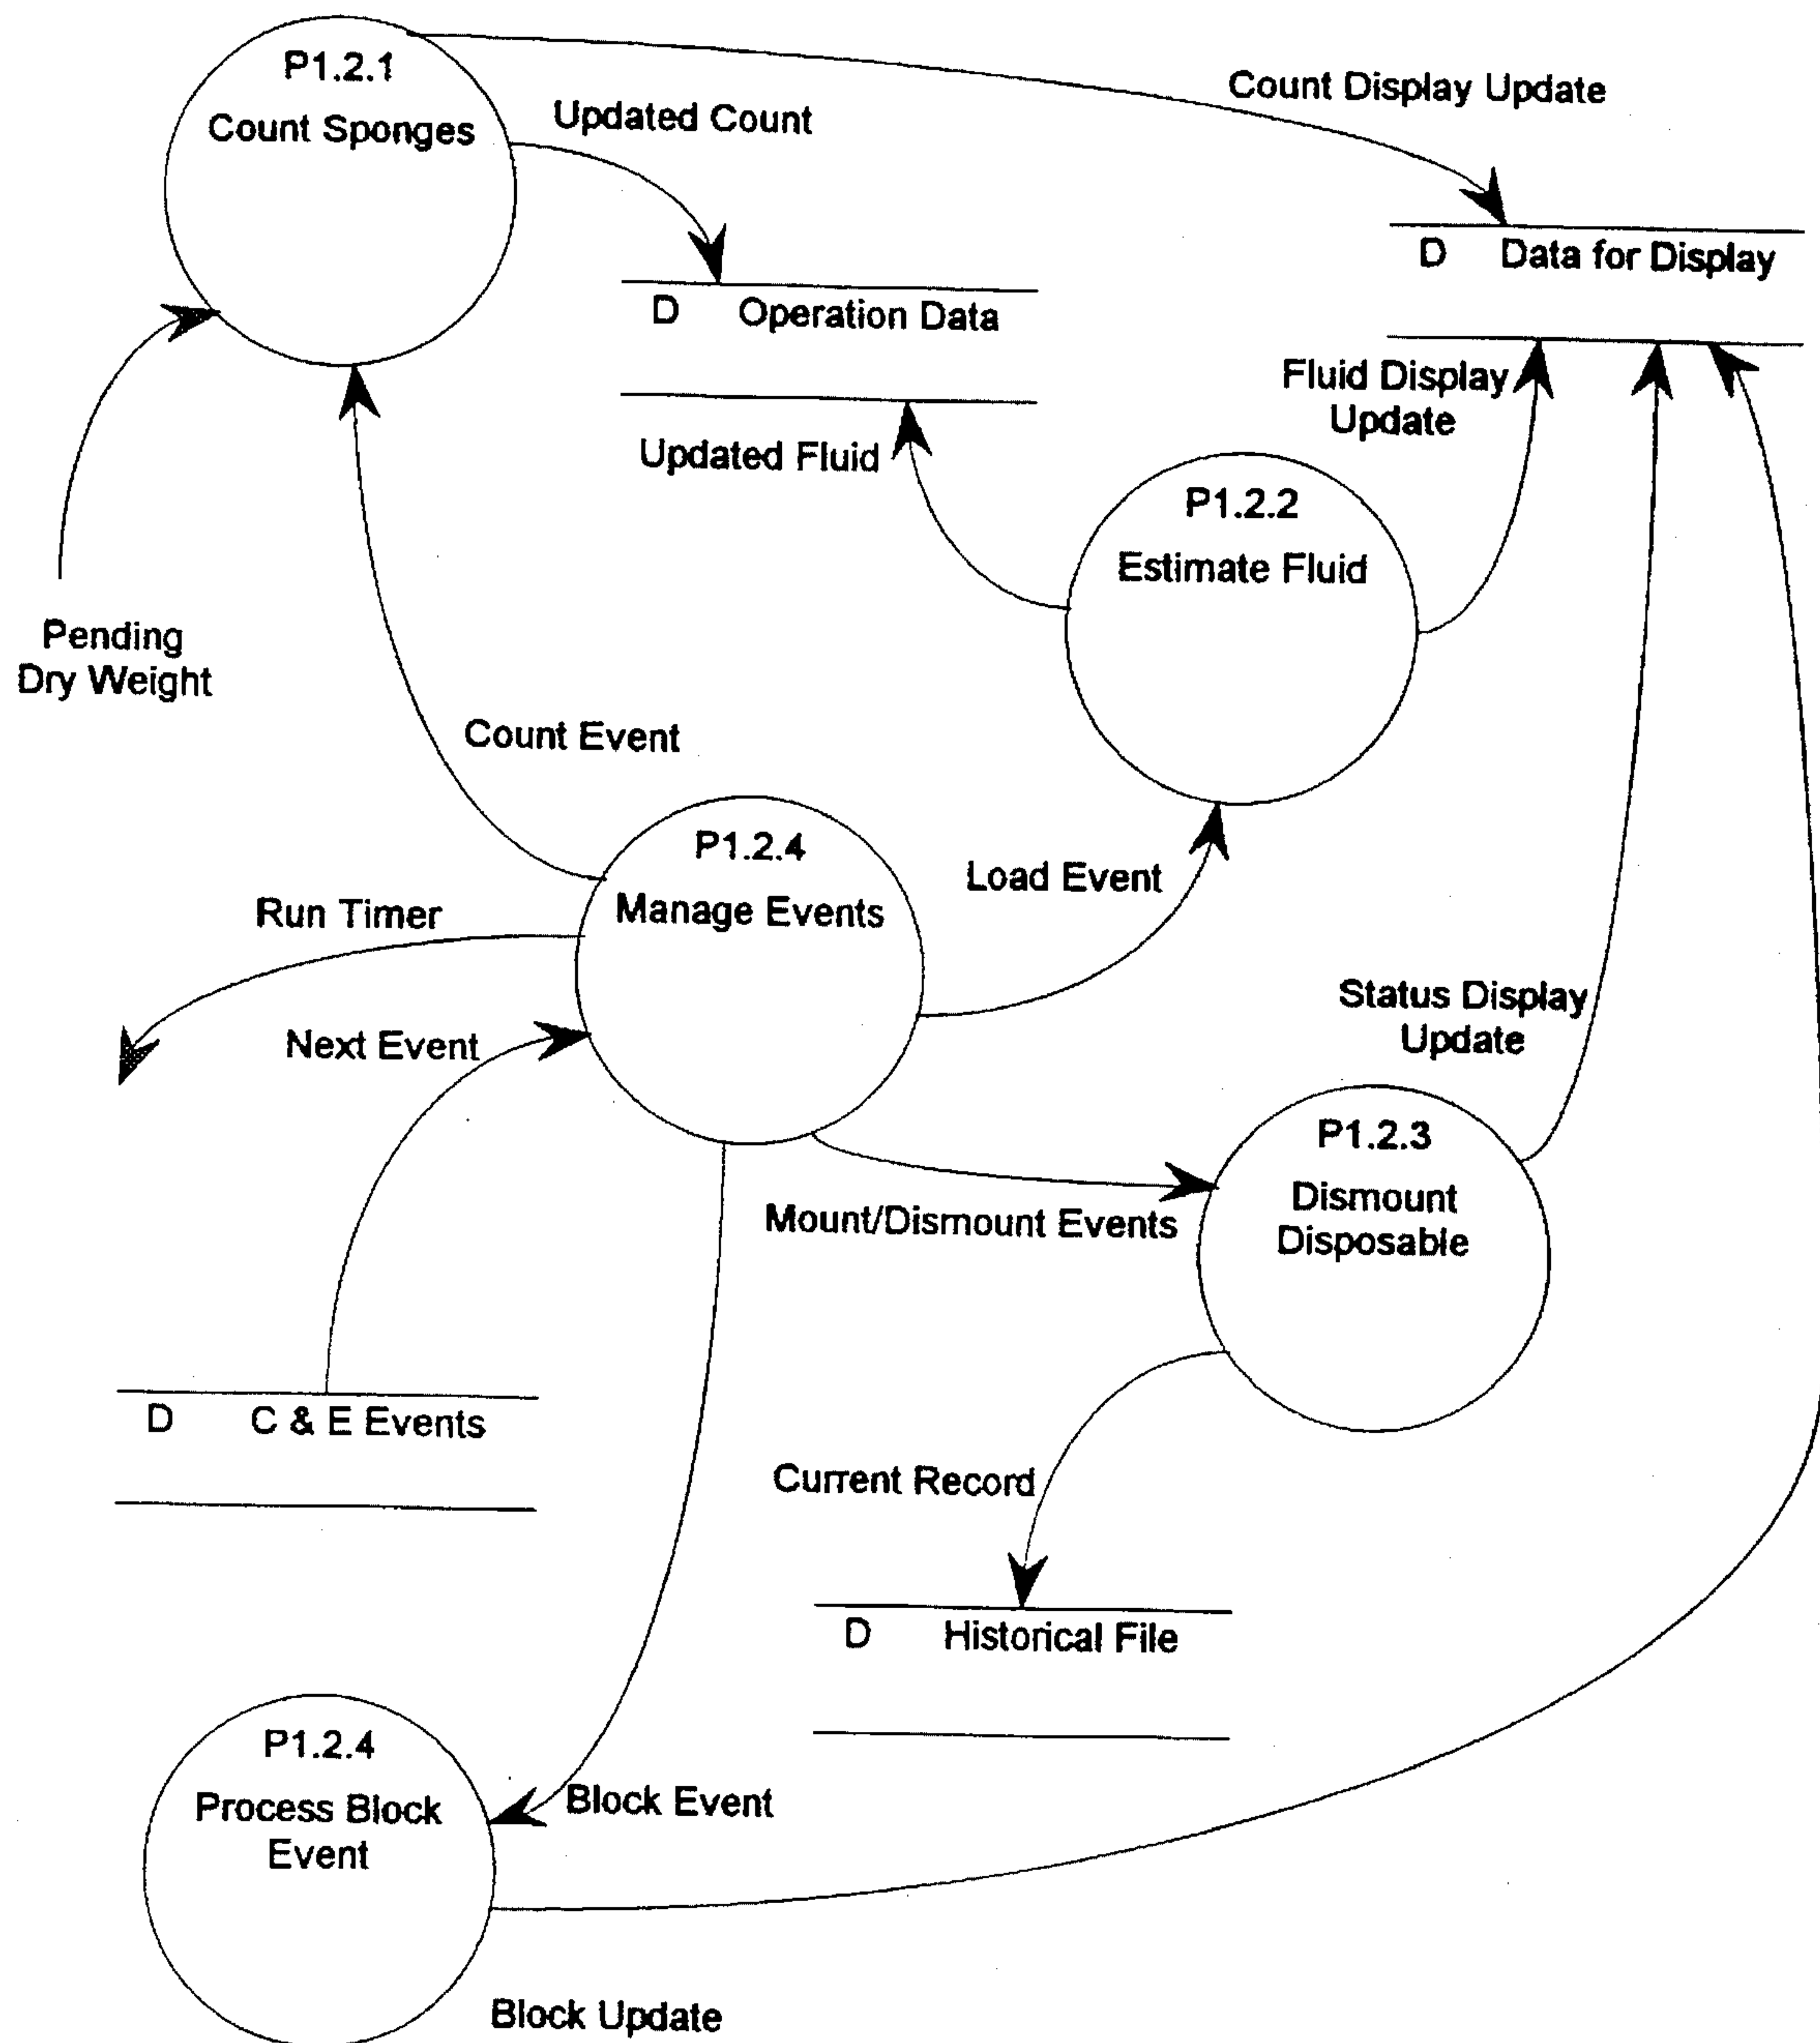 P1.2.1
Count Sponges
Updated Count
Count Display Update
D Data for Display
D Operation Data
Fluid Display
Update
Updated Fluid
P1.2.2
Estimate Fluid
Pending
Dry Weight
Count Event
P1.2.4
Manage Events
Load Event
Run Timer
Next Event
Status Display
Update
P1.2.3
Dismount
Disposable
Mount/Dismount Events
D C & E Events
Current Record
D Historical File
P1.2.4
Process Block
Event
Block Event
Block Update